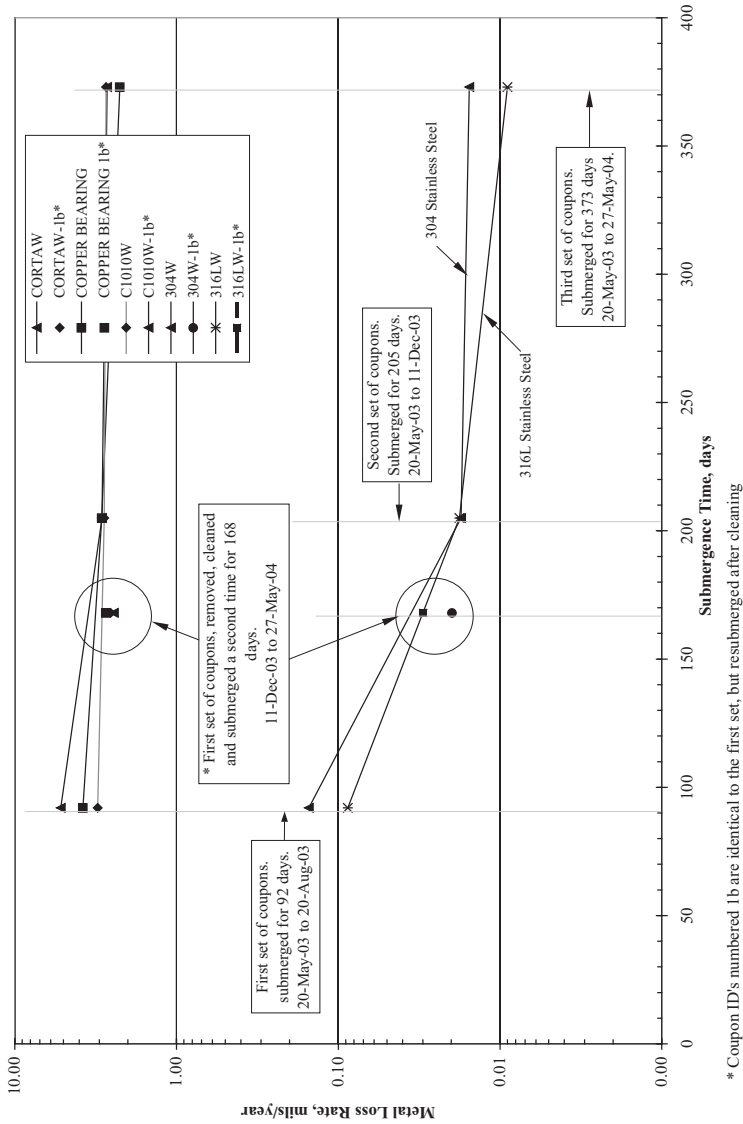 10.00
1.00
0.10
0.01
0.00
Metal Loss Rate, mils/year
0
50
100
150
200
250
300
350
400
Submergence Time, days
CORTAW
CORTAW-1b*
COPPER BEARING
COPPER BEARING 1b*
C1010W
C1010W-1b*
304W
304W-1b*
316LW
316LW-1b*
* First set of coupons, removed, cleaned
and submerged a second time for 168
days.
11-Dec-03 to 27-May-04
First set of coupons.
submerged for 92 days.
20-May-03 to 20-Aug-03
Second set of coupons.
Submerged for 205 days.
20-May-03 to 11-Dec-03
304 Stainless Steel
316L Stainless Steel
Third set of coupons.
Submerged for 373 days
20-May-03 to 27-May-04.
* Coupon ID's numbered 1b are identical to the first set, but resubmerged after cleaning